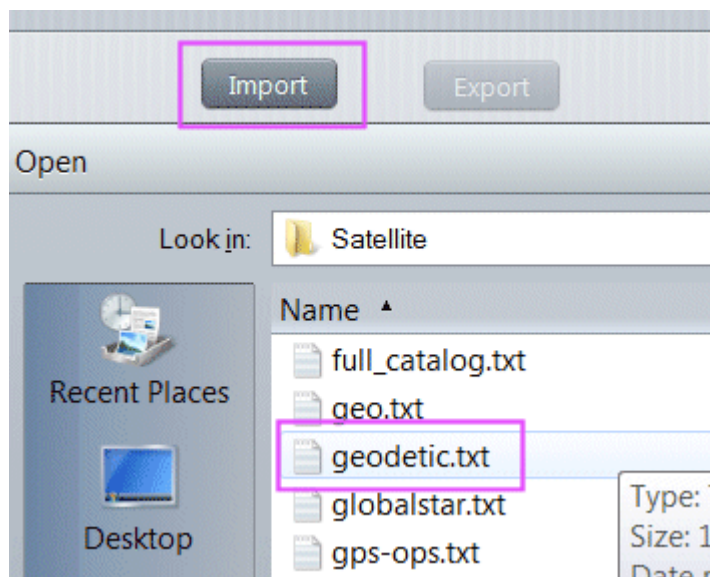 Import Export
Open
Look in: Satellite
Name
full_catalog.txt
Recent Places
geo.txt
geodetic.txt
globalstar.txt
Type:
Size: 1
Desktop
gps-ops.txt